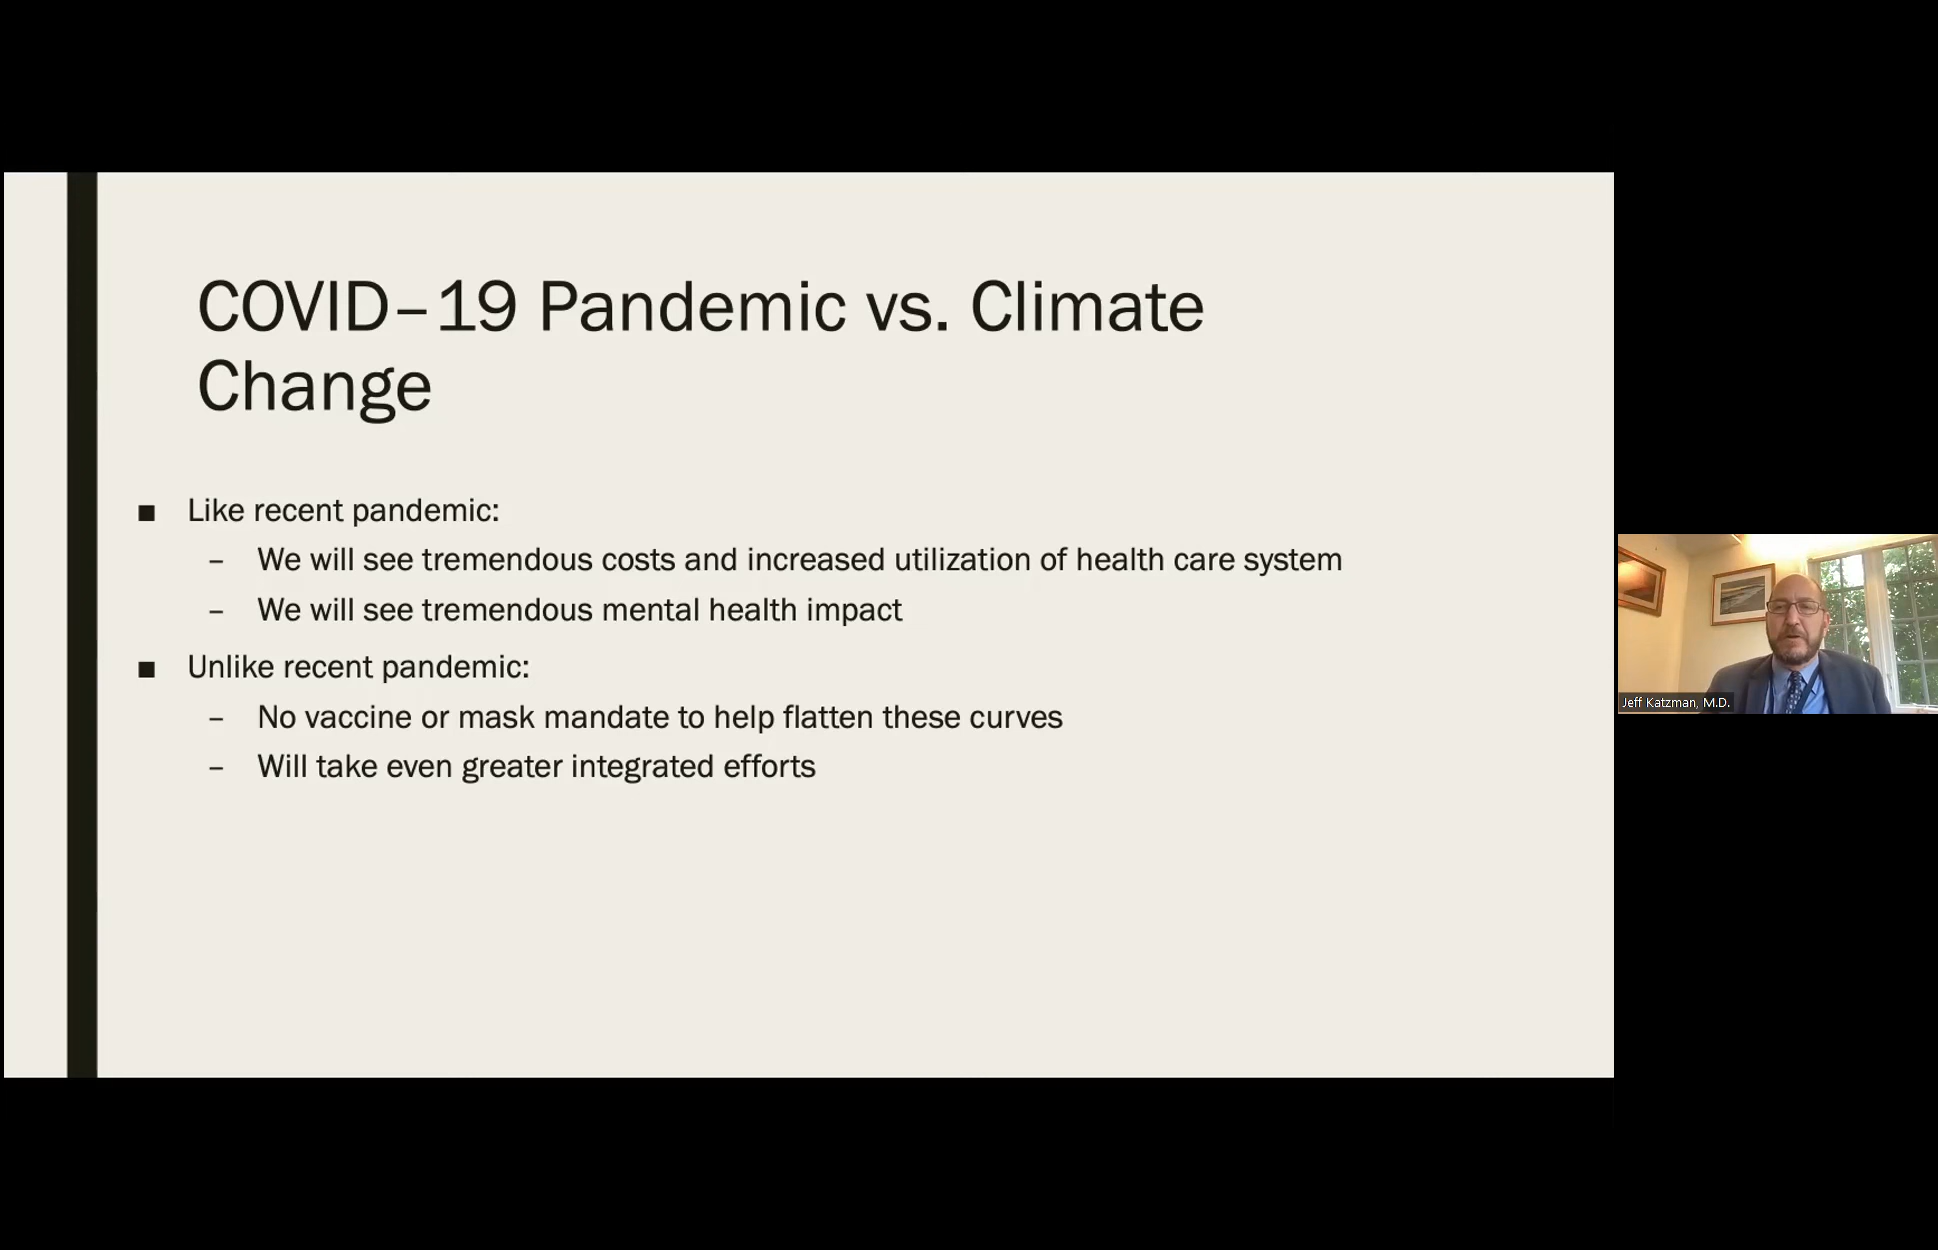 COVID–19 Pandemic vs. Climate
Change
■ Like recent pandemic:
– We will see tremendous costs and increased utilization of health care system
– We will see tremendous mental health impact
■ Unlike recent pandemic:
– No vaccine or mask mandate to help flatten these curves
– Will take even greater integrated efforts
Jeff Katzman, M.D.